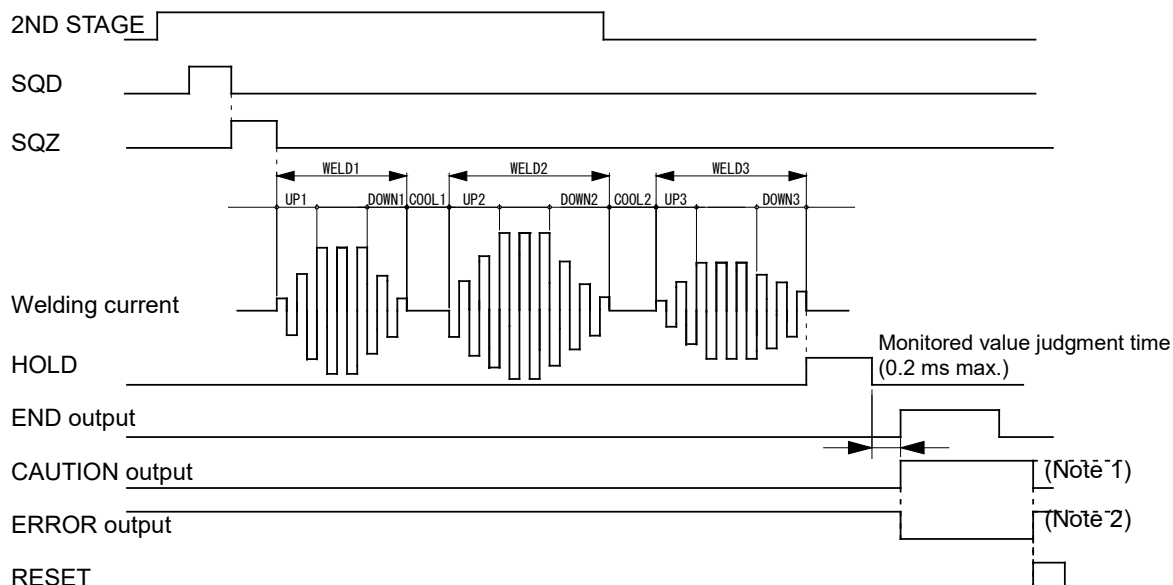 2ND STAGE
SQD
SQZ
WELD1 WELD2 WELD3
UP1 DOWN1 COOL1 UP2 DOWN2 COOL2 UP3 DOWN3
Welding current
HOLD
Monitored value judgment time
(0.2 ms max.)
END output
CAUTION output
(Note 1)
ERROR output
(Note 2)
RESET